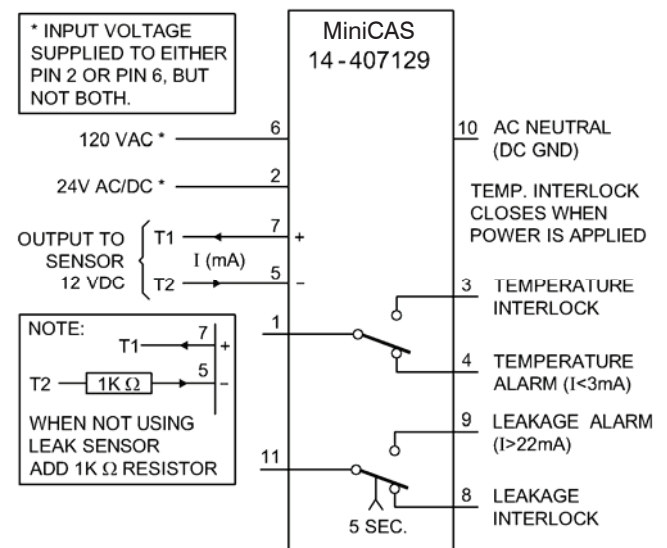 * INPUT VOLTAGE
SUPPLIED TO EITHER
PIN 2 OR PIN 6, BUT
NOT BOTH.
MiniCAS
14-407129
120 VAC *
6
10
AC NEUTRAL
(DC GND)
24V AC/DC *
2
TEMP. INTERLOCK
CLOSES WHEN
POWER IS APPLIED
OUTPUT TO
SENSOR
12 VDC
T1
7
+
I (mA)
T2
5
-
3
TEMPERATURE
INTERLOCK
1
4
TEMPERATURE
ALARM (I<3mA)
NOTE:
T1
7
+
T2
1K Ω
5
-
WHEN NOT USING
LEAK SENSOR
ADD 1K Ω RESISTOR
9
LEAKAGE ALARM
(I>22mA)
11
8
LEAKAGE
INTERLOCK
5 SEC.